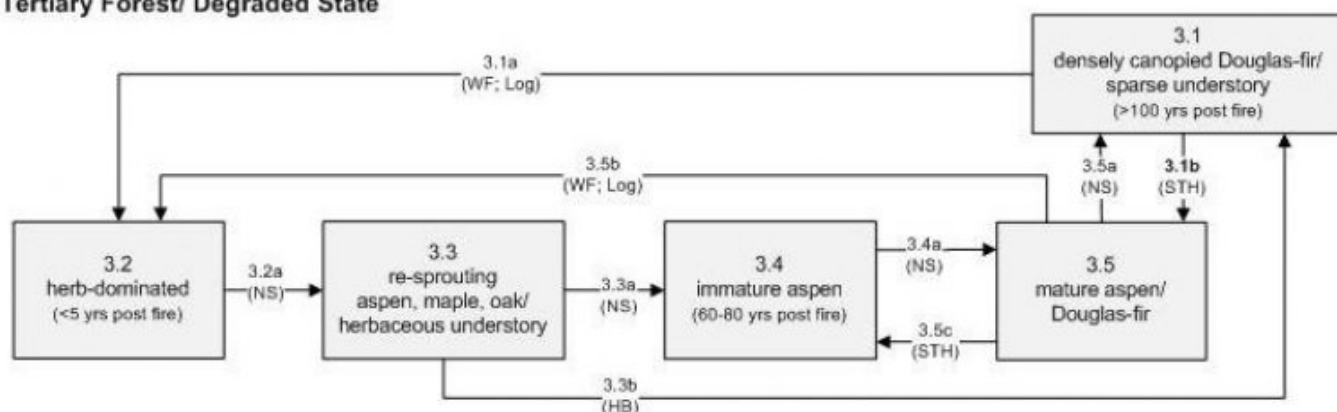 Tertiary Forest/ Degraded State
3.1
densely canopied Douglas-fir/
sparse understory
(>100 yrs post fire)
3.1a
(WF; Log)
3.5b
(WF; Log)
3.5a
(NS)
3.1b
(STH)
3.2
herb-dominated
(<5 yrs post fire)
3.2a
(NS)
3.3
re-sprouting
aspen, maple, oak/
herbaceous understory
3.3a
(NS)
3.4
immature aspen
(60-80 yrs post fire)
3.4a
(NS)
3.5c
(STH)
3.5
mature aspen/
Douglas-fir
3.3b
(HB)